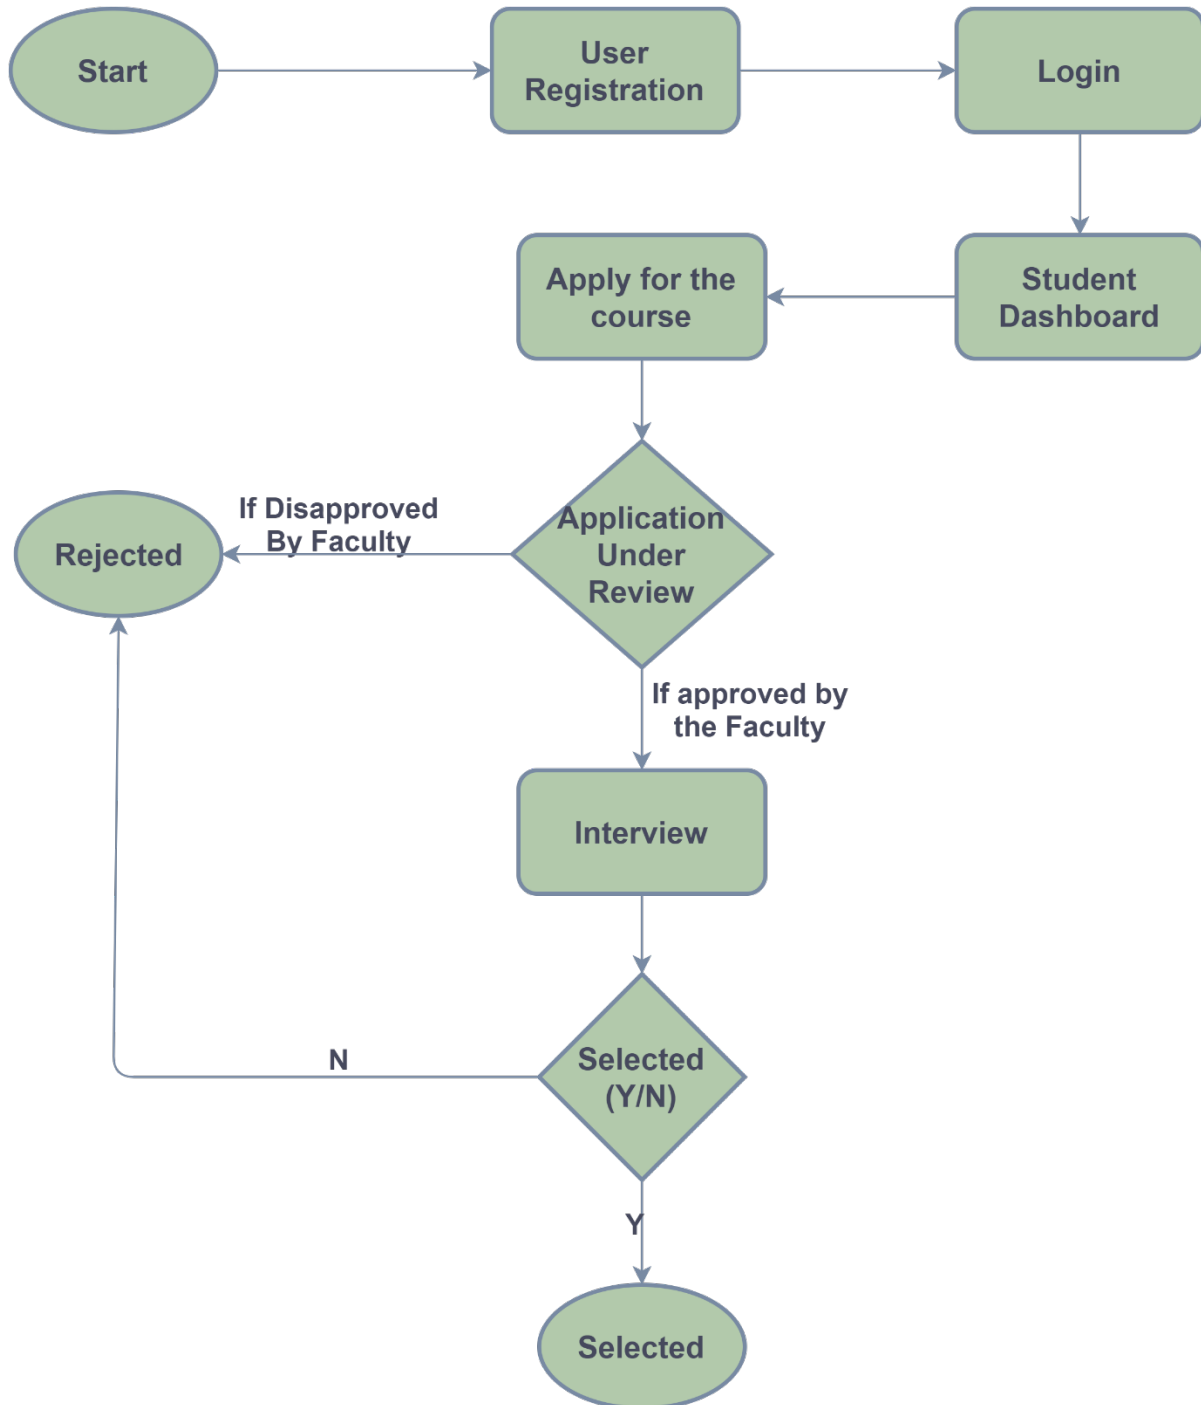 Start
User
Registration
Login
Apply for the
course
Student
Dashboard
If Disapproved
By Faculty
Rejected
Application
Under
Review
If approved by
the Faculty
Interview
N
Selected
(Y/N)
Y
Selected